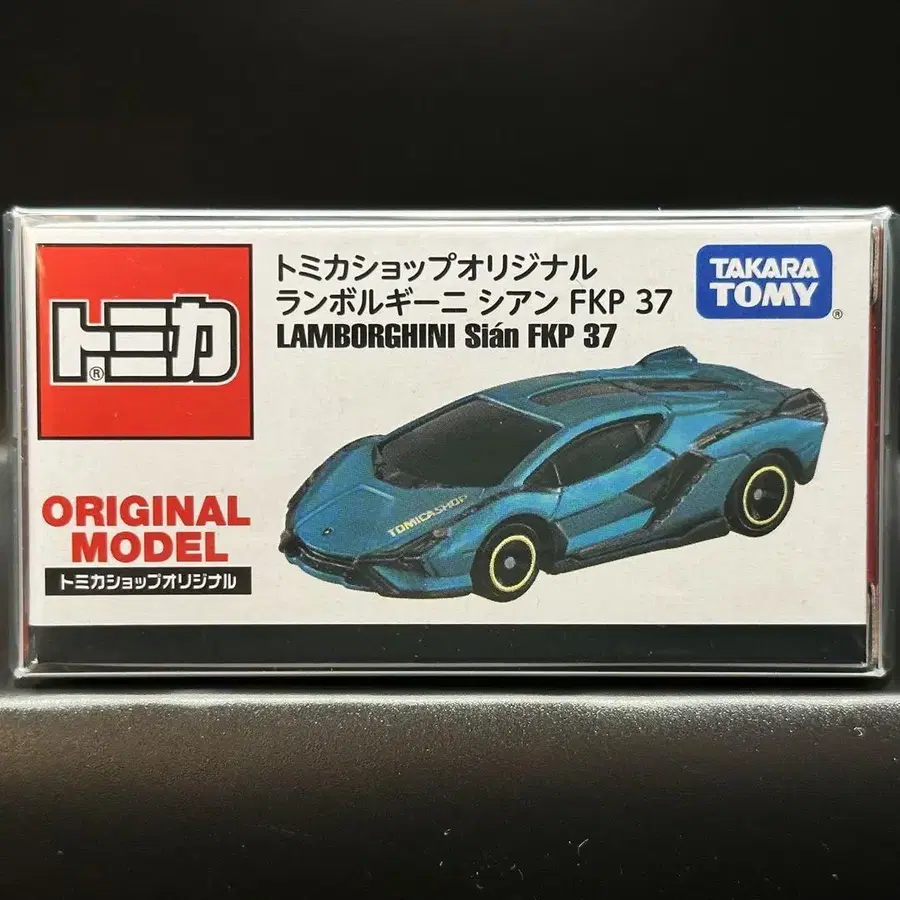 トミカ
®
ORIGINAL
MODEL
トミカショップオリジナル
トミカショップオリジナル
ランボルギーニ シアン FKP 37
LAMBORGHINI Sián FKP 37
TAKARA
TOMY
®
TOMICA SHOP